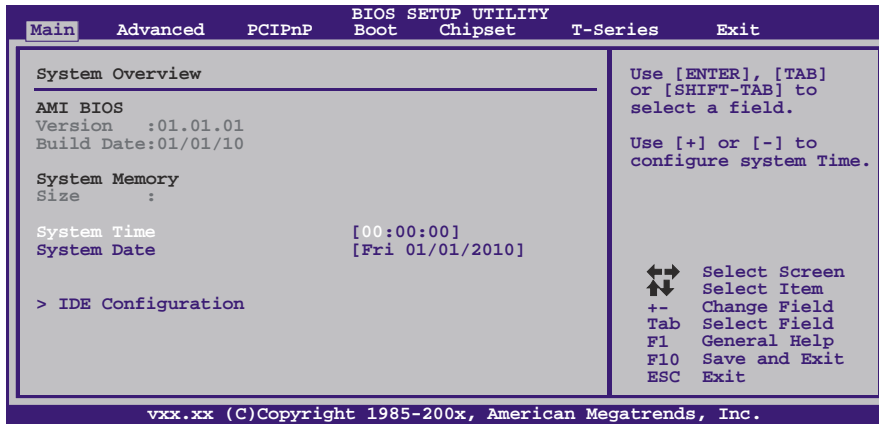 BIOS SETUP UTILITY
Main Advanced PCIPnP Boot Chipset T-Series Exit
System Overview
AMI BIOS
Version :01.01.01
Build Date:01/01/10
System Memory
Size :
System Time [00:00:00]
System Date [Fri 01/01/2010]
> IDE Configuration
Use [ENTER], [TAB]
or [SHIFT-TAB] to
select a field.
Use [+] or [-] to
configure system Time.
Select Screen
Select Item
+- Change Field
Tab Select Field
F1 General Help
F10 Save and Exit
ESC Exit
vxx.xx (C)Copyright 1985-200x, American Megatrends, Inc.